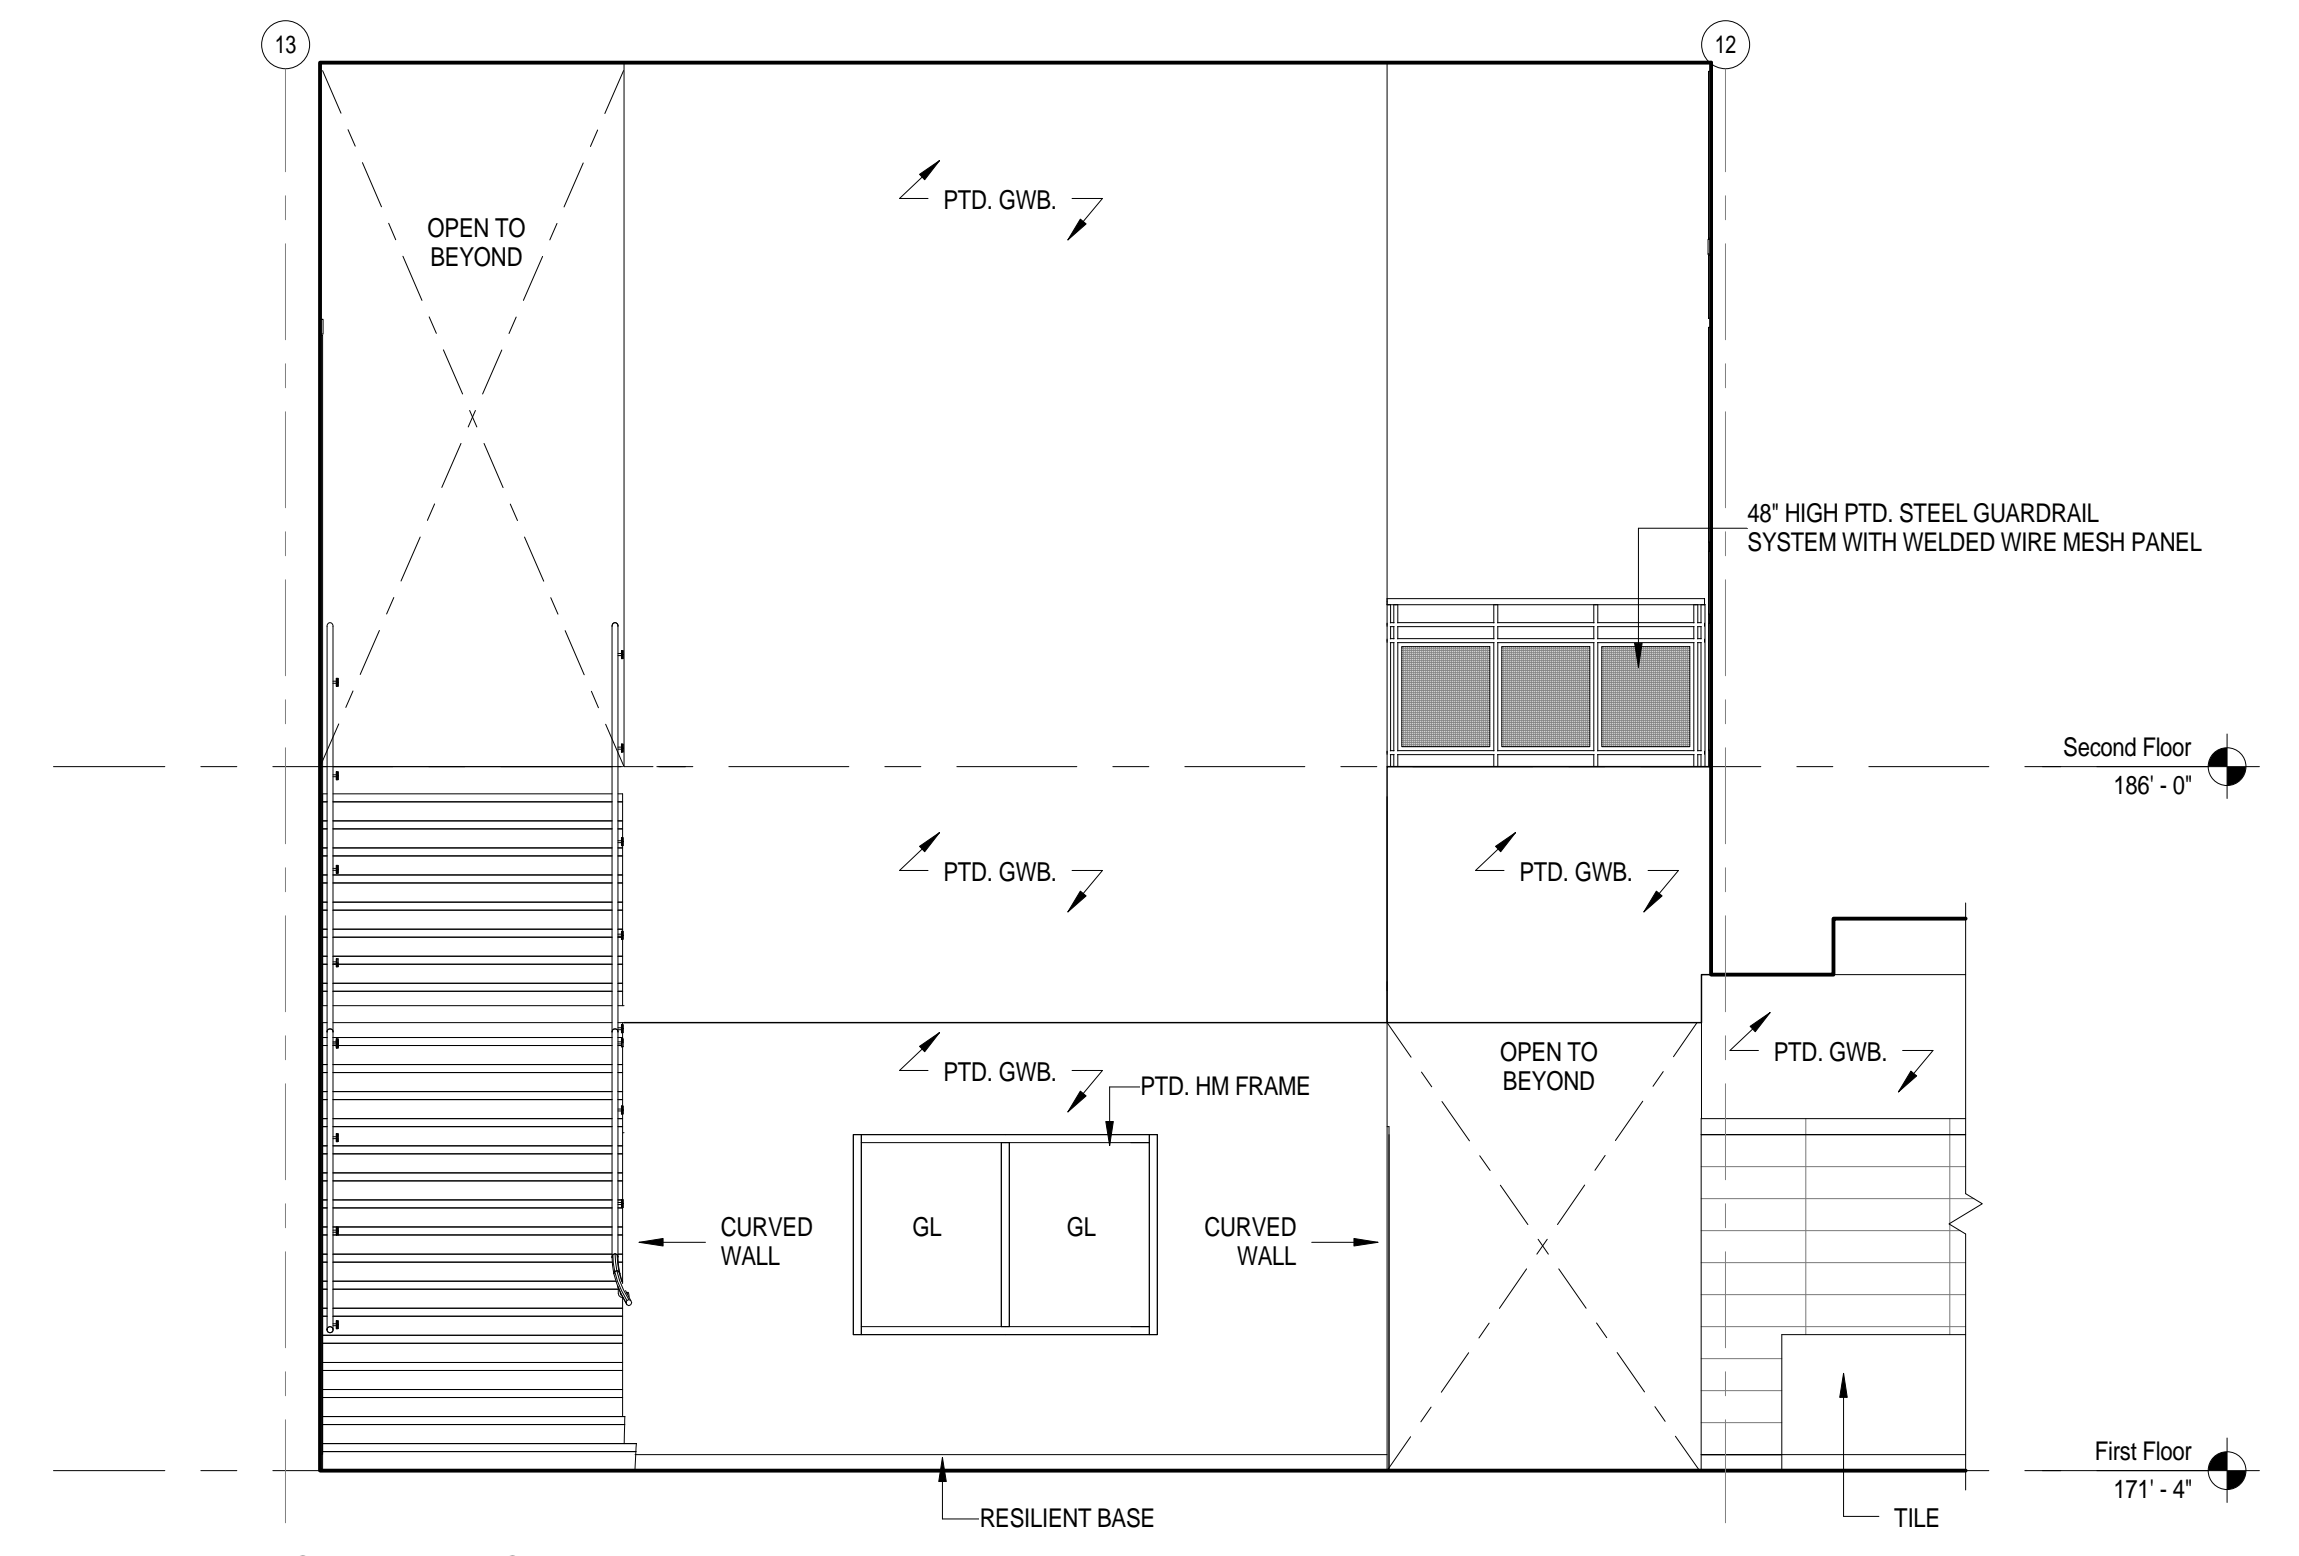 13
12
PTD. GWB.
OPEN TO
BEYOND
48" HIGH PTD. STEEL GUARDRAIL
SYSTEM WITH WELDED WIRE MESH PANEL
Second Floor
186' - 0"
PTD. GWB.
PTD. GWB.
OPEN TO
BEYOND
PTD. GWB.
PTD. GWB.
PTD. HM FRAME
CURVED
WALL
GL
GL
CURVED
WALL
First Floor
171' - 4"
RESILIENT BASE
TILE